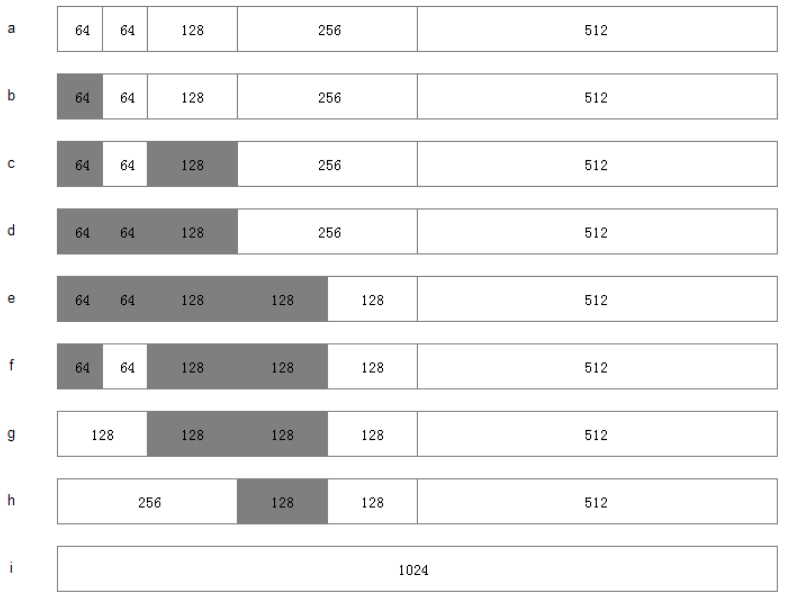 a 64 64 128 256 512
b 64 64 128 256 512
c 64 64 128 256 512
d 64 64 128 256 512
e 64 64 128 128 128 512
f 64 64 128 128 128 512
g 128 128 128 128 512
h 256 128 128 512
i 1024